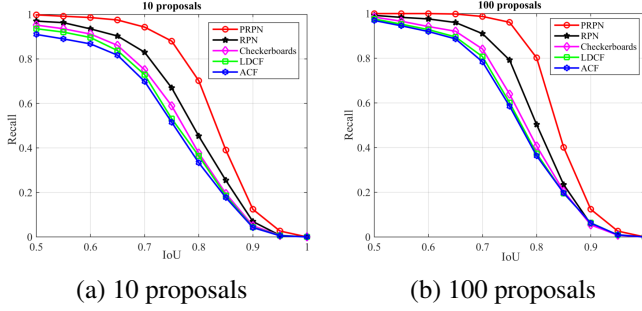 10 proposals
Recall
0.8
0.6
0.4
0.2
0
0.5 0.6 0.7 0.8 0.9 1
IoU
PRPN
RPN
Checkerboards
LDCF
ACF
(a) 10 proposals
100 proposals
Recall
1
0.8
0.6
0.4
0.2
0
0.5 0.6 0.7 0.8 0.9
IoU
PRPN
RPN
Checkerboards
LDCF
ACF
(b) 100 proposals